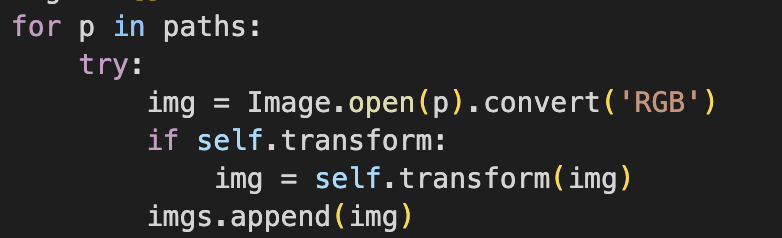 for p in paths:
    try:
        img = Image.open(p).convert('RGB')
        if self.transform:
            img = self.transform(img)
        imgs.append(img)